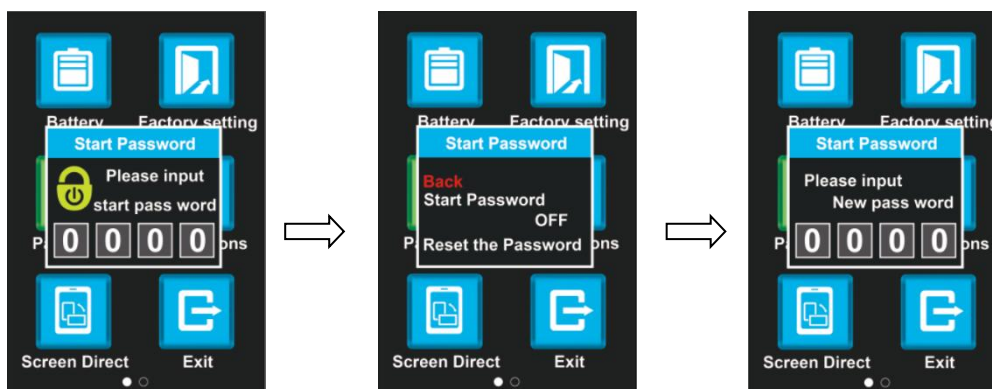 Battery
Factory setting
Start Password
Please input
start pass word
0 0 0 0
Screen Direct
Exit
Battery
Factory setting
Start Password
Back
Start Password
OFF
Reset the Password
Screen Direct
Exit
Battery
Factory setting
Start Password
Please input
New pass word
0 0 0 0
Screen Direct
Exit